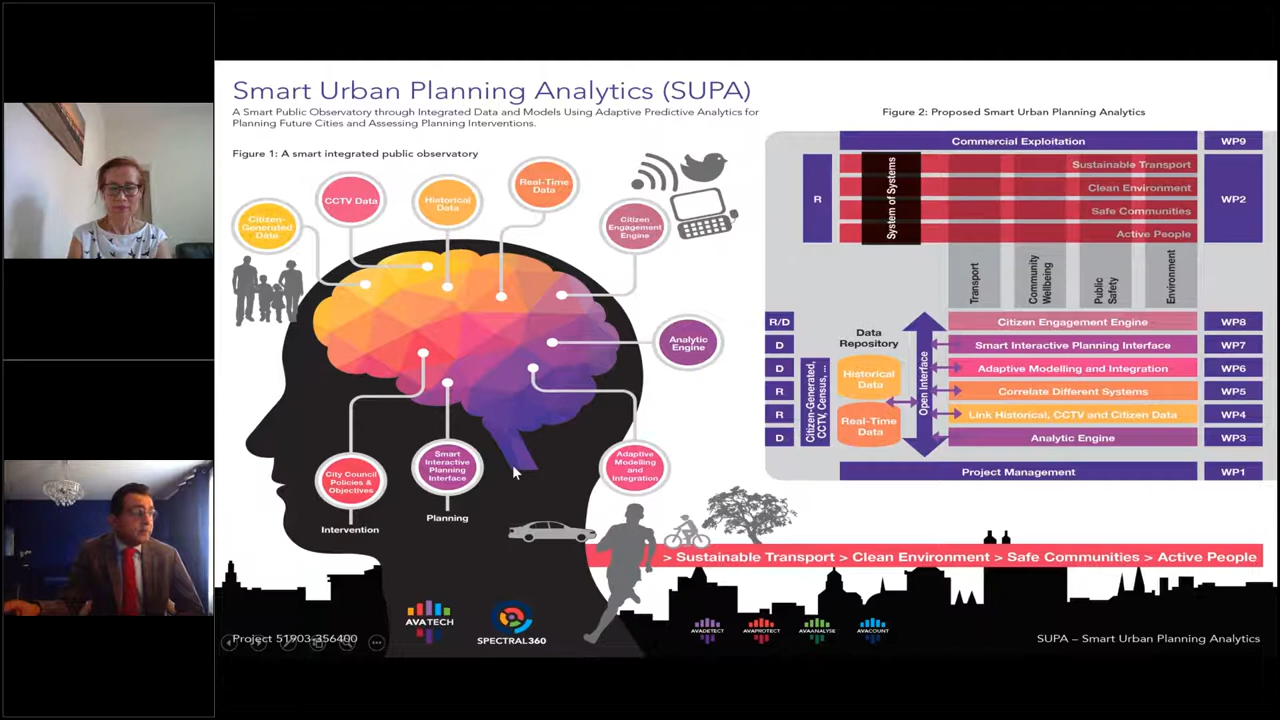 Smart Urban Planning Analytics (SUPA)
A Smart Public Observatory through Integrated Data and Models Using Adaptive Predictive Analytics for
Planning Future Cities and Assessing Planning Interventions.
Figure 1: A smart integrated public observatory
Citizen-
Generated
Data
CCTV Data
Historical
Data
Real-Time
Data
Citizen
Engagement
Engine
Analytic
Engine
City Council
Policies &
Objectives
Intervention
Smart
Interactive
Planning
Interface
Planning
Adaptive
Modelling
and
Integration
Figure 2: Proposed Smart Urban Planning Analytics
Commercial Exploitation
WP9
R
System of Systems
Sustainable Transport
Clean Environment
Safe Communities
Active People
WP2
Transport
Community
Wellbeing
Public
Safety
Environment
R/D
Citizen Engagement Engine
WP8
D
Smart Interactive Planning Interface
WP7
D
Adaptive Modelling and Integration
WP6
R
Correlate Different Systems
WP5
R
Link Historical, CCTV and Citizen Data
WP4
D
Analytic Engine
WP3
Citizen-Generated,
CCTV, Census, ...
Data
Repository
Historical
Data
Real-Time
Data
Open Interface
Project Management
WP1
> Sustainable Transport > Clean Environment > Safe Communities > Active People
AVATECH
SPECTRAL360
AVADETECT
AVAPROTECT
AVAANALYSE
AVACOUNT
Project 51903-356400
SUPA – Smart Urban Planning Analytics